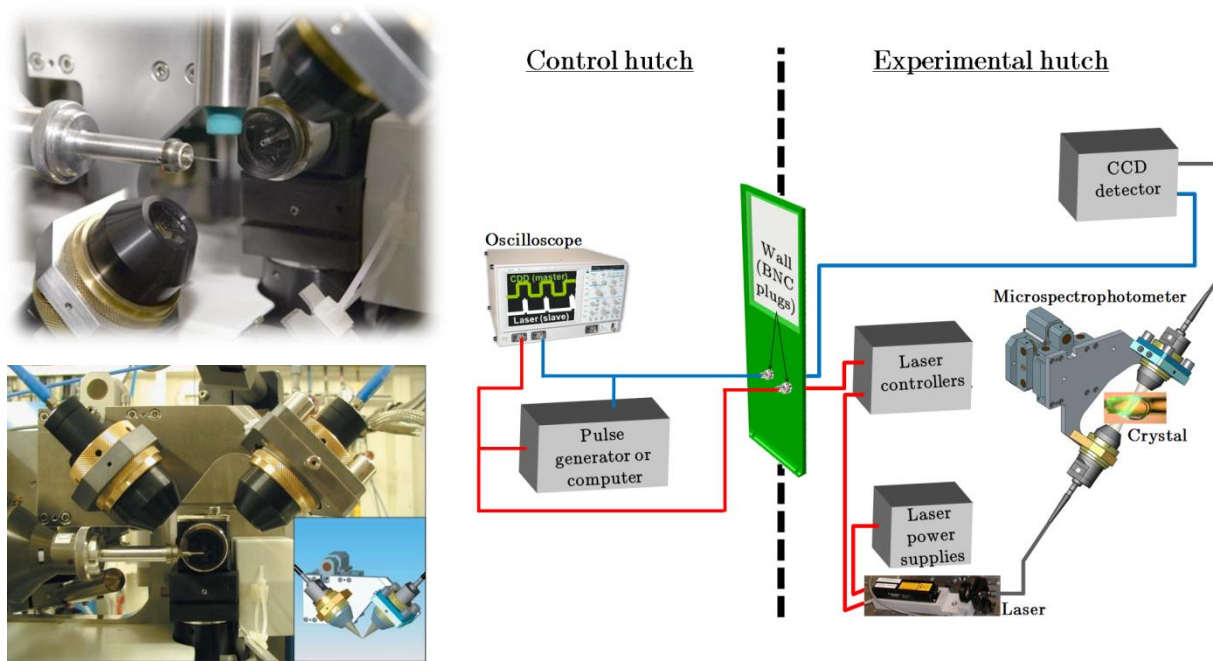 Control hutch
Experimental hutch
CCD
detector
Oscilloscope
CDD (master)
Laser (slave)
Wall
(BNC
plugs)
Microspectrophotometer
Laser
controllers
Crystal
Pulse
generator or
computer
Laser
power
supplies
Laser